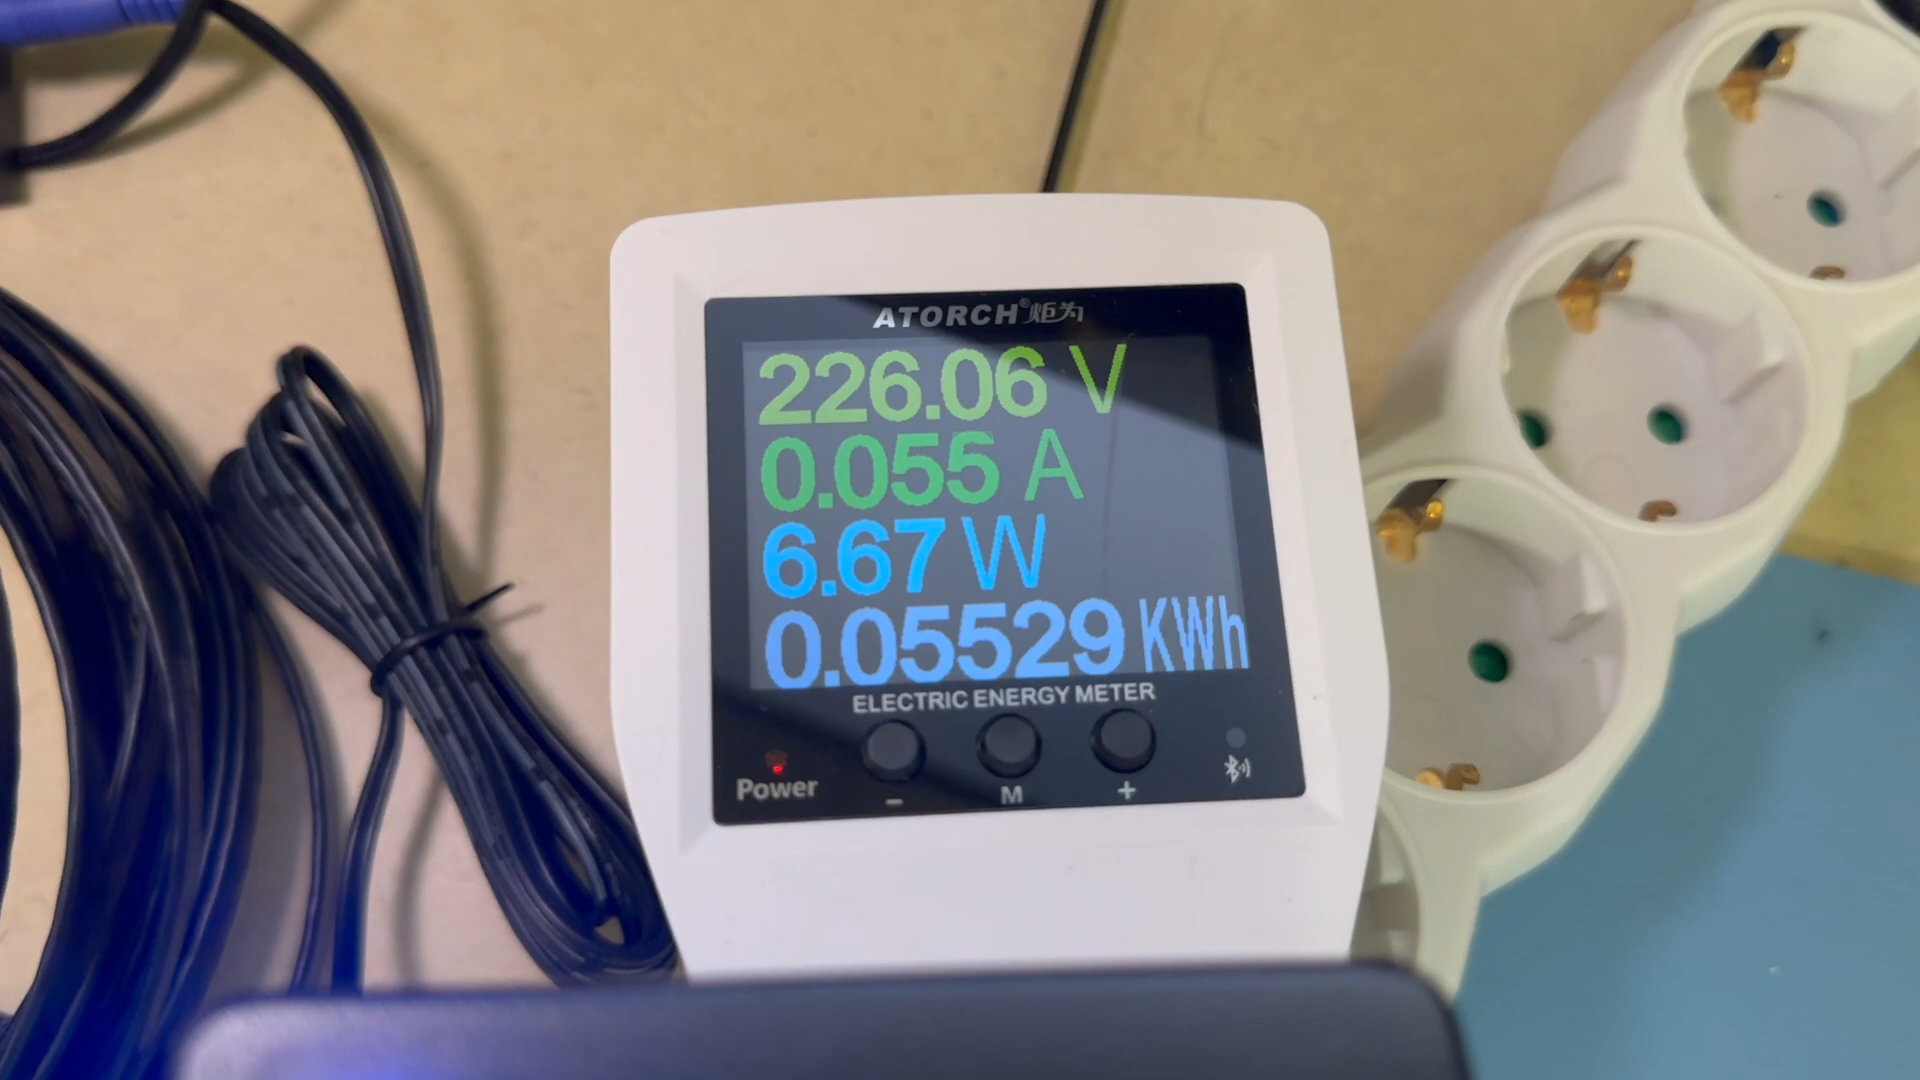 ATORCH®炬为
226.06 V
0.055 A
6.67 W
0.05529 KWh
ELECTRIC ENERGY METER
Power
− M +